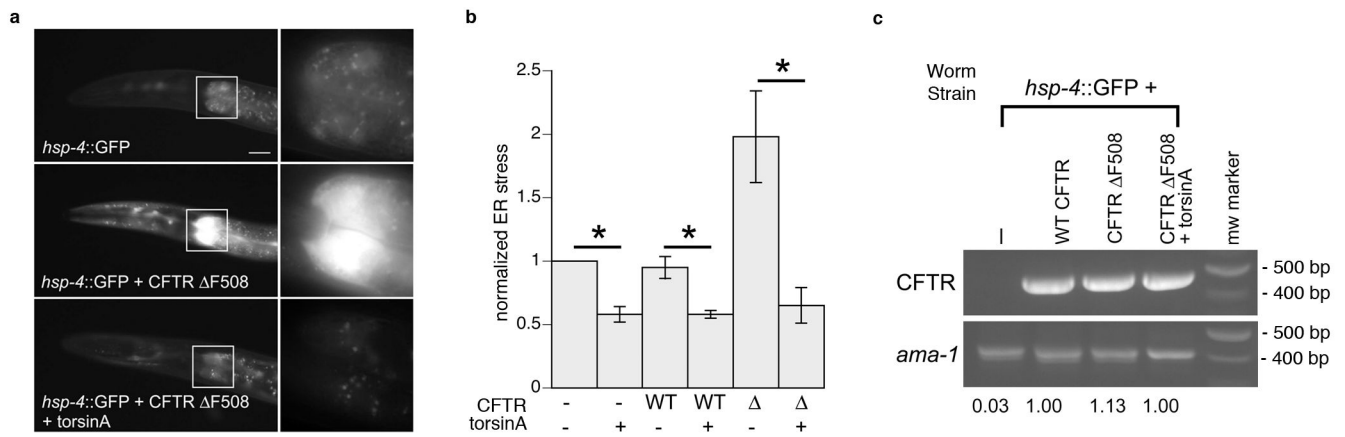 a
hsp-4::GFP
hsp-4::GFP + CFTR ΔF508
hsp-4::GFP + CFTR ΔF508
+ torsinA
b
normalized ER stress
2.5
2
1.5
1
0.5
0
* * *
CFTR - - WT WT Δ Δ
torsinA - + - + - +
c
Worm
Strain
hsp-4::GFP +
–
WT CFTR
CFTR ΔF508
CFTR ΔF508
+ torsinA
mw marker
CFTR
- 500 bp
- 400 bp
ama-1
- 500 bp
- 400 bp
0.03 1.00 1.13 1.00